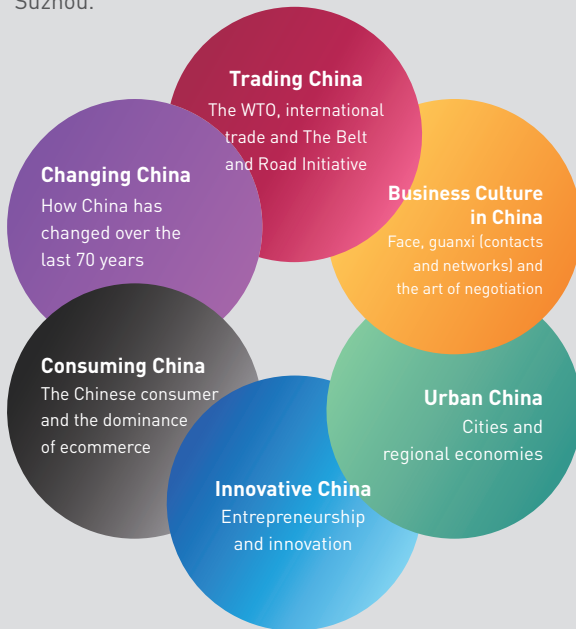 Suzhou.
Trading China
The WTO, international
trade and The Belt
and Road Initiative
Business Culture
in China
Face, guanxi (contacts
and networks) and
the art of negotiation
Urban China
Cities and
regional economies
Innovative China
Entrepreneurship
and innovation
Consuming China
The Chinese consumer
and the dominance
of ecommerce
Changing China
How China has
changed over the
last 70 years